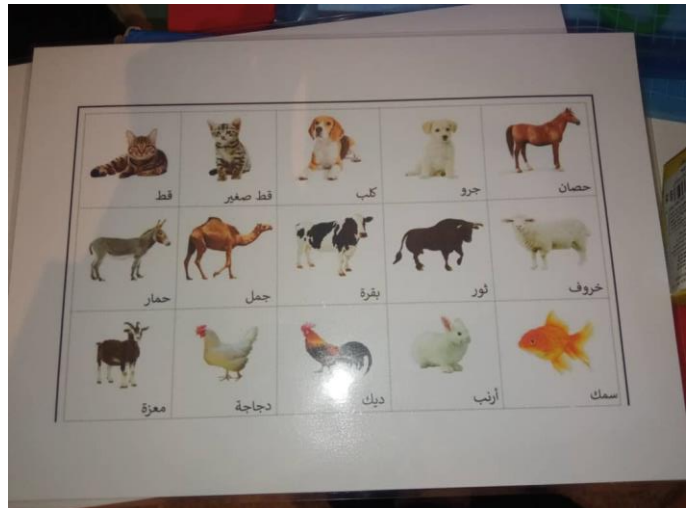 حصان جرو كلب قط صغير قط
خروف ثور بقرة جمل حمار
سمك أرنب ديك دجاجة معزة